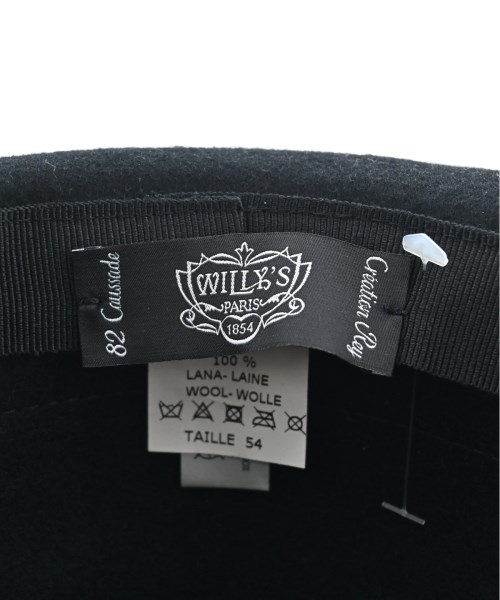 82 Caussade
WILLY'S
PARIS
1854
Création Rey
100 %
LANA-LAINE
WOOL-WOLLE
TAILLE 54